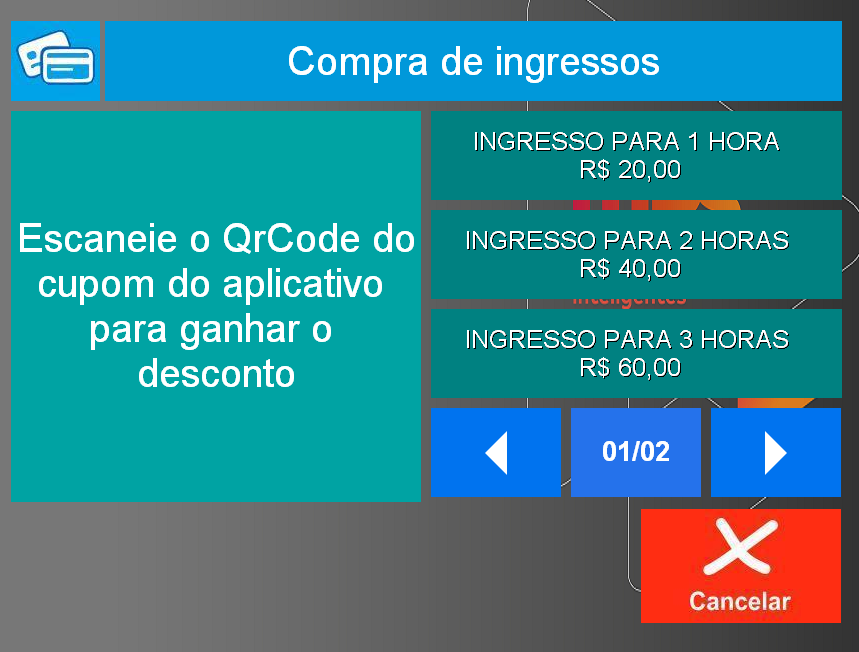 Compra de ingressos
Escaneie o QrCode do
cupom do aplicativo
para ganhar o
desconto
INGRESSO PARA 1 HORA
R$ 20,00
INGRESSO PARA 2 HORAS
R$ 40,00
inteligentes
INGRESSO PARA 3 HORAS
R$ 60,00
01/02
Cancelar